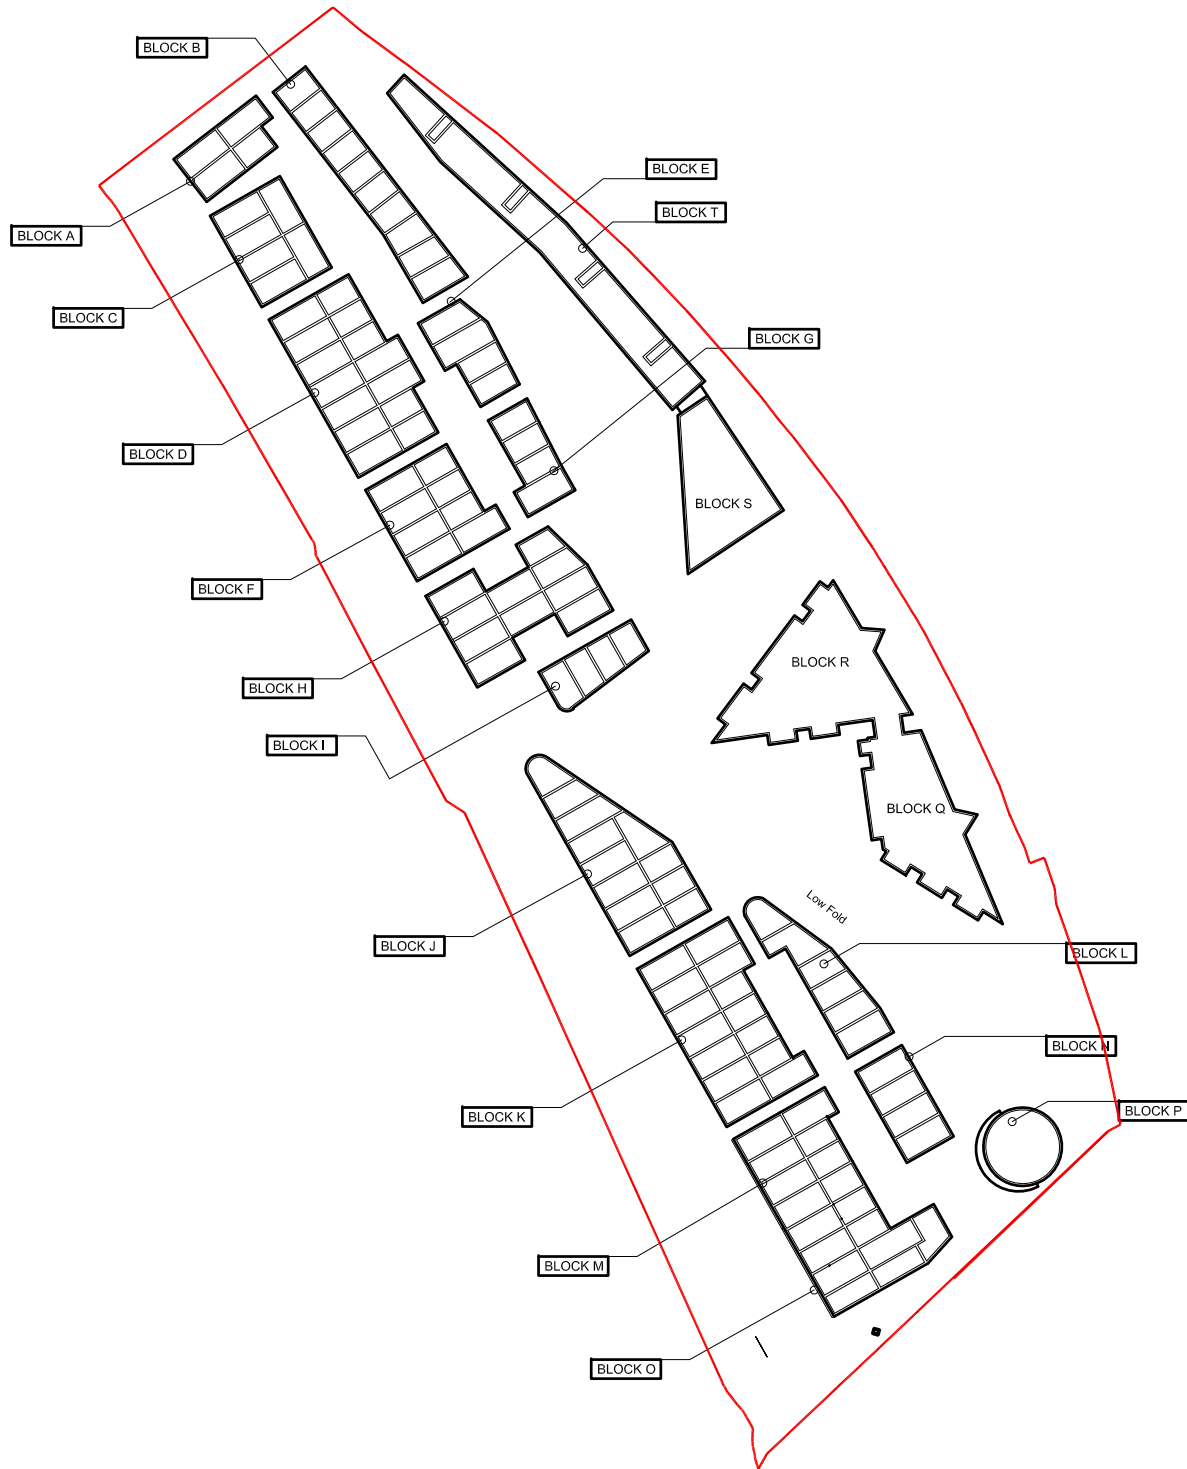 BLOCK B
BLOCK E
BLOCK T
BLOCK A
BLOCK C
BLOCK G
BLOCK D
BLOCK S
BLOCK F
BLOCK R
BLOCK H
BLOCK I
BLOCK Q
Low Fold
BLOCK J
BLOCK L
BLOCK N
BLOCK P
BLOCK K
BLOCK M
BLOCK O